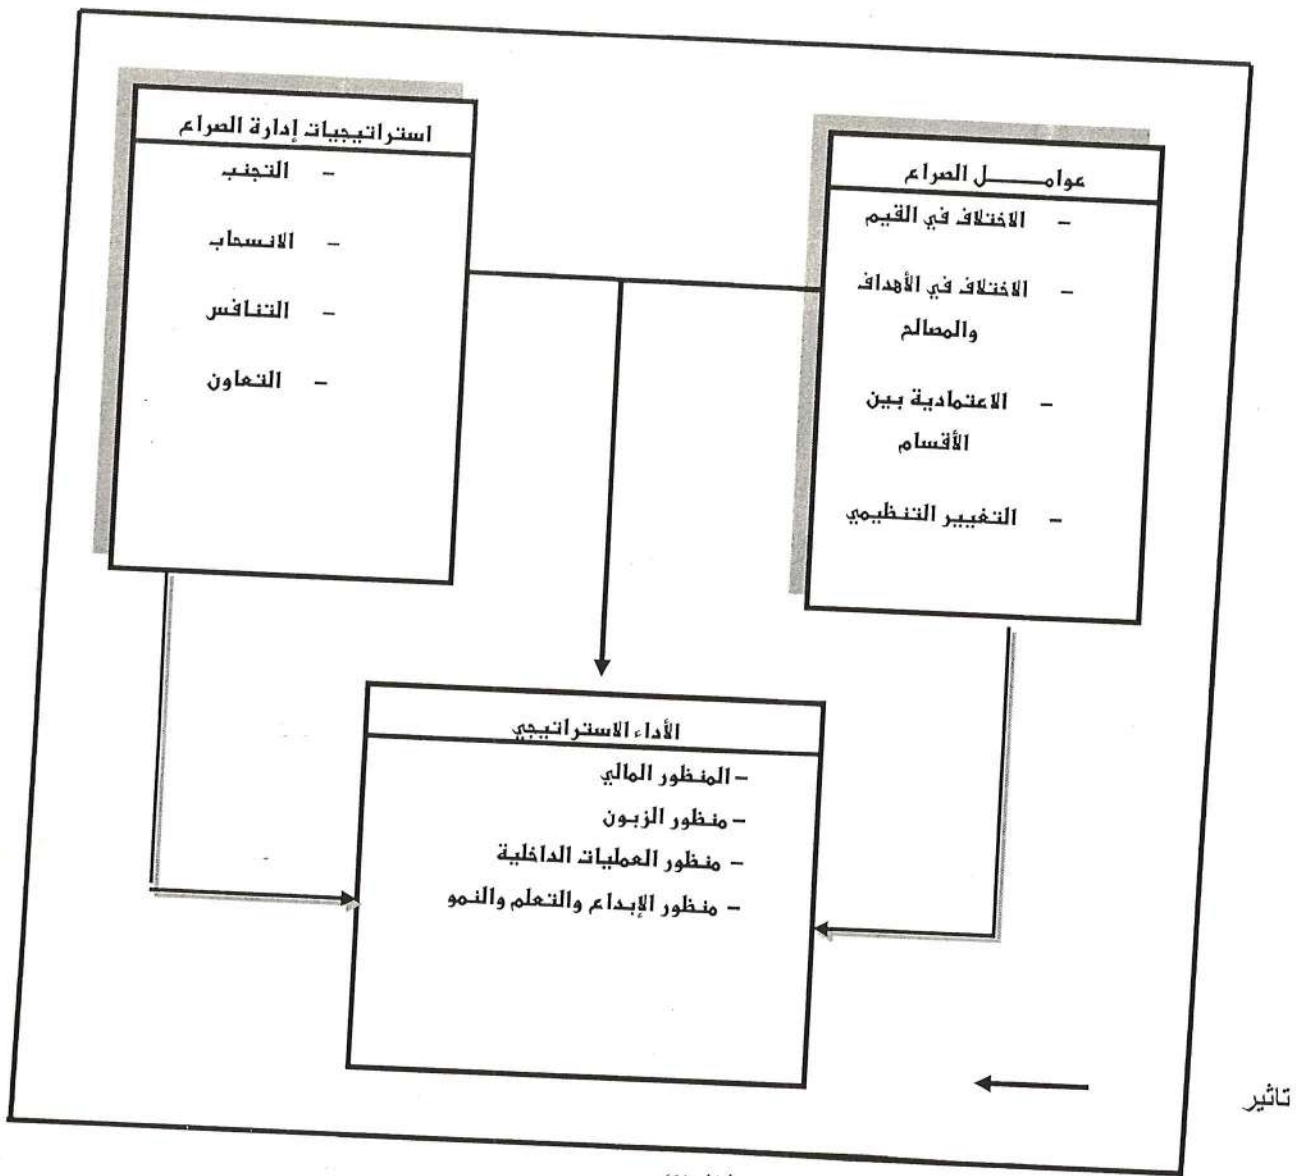 عوامـــــل الصراع
- الاختلاف في القيم
- الاختلاف في الأهداف
والمصالح
- الاعتمادية بين
الأقسام
- التغيير التنظيمي
استراتيجيات إدارة الصراع
- التجنب
- الانسحاب
- التنافس
- التعاون
الأداء الاستراتيجي
- المنظور المالي
- منظور الزبون
- منظور العمليات الداخلية
- منظور الإبداع والتعلم والنمو
تاثير